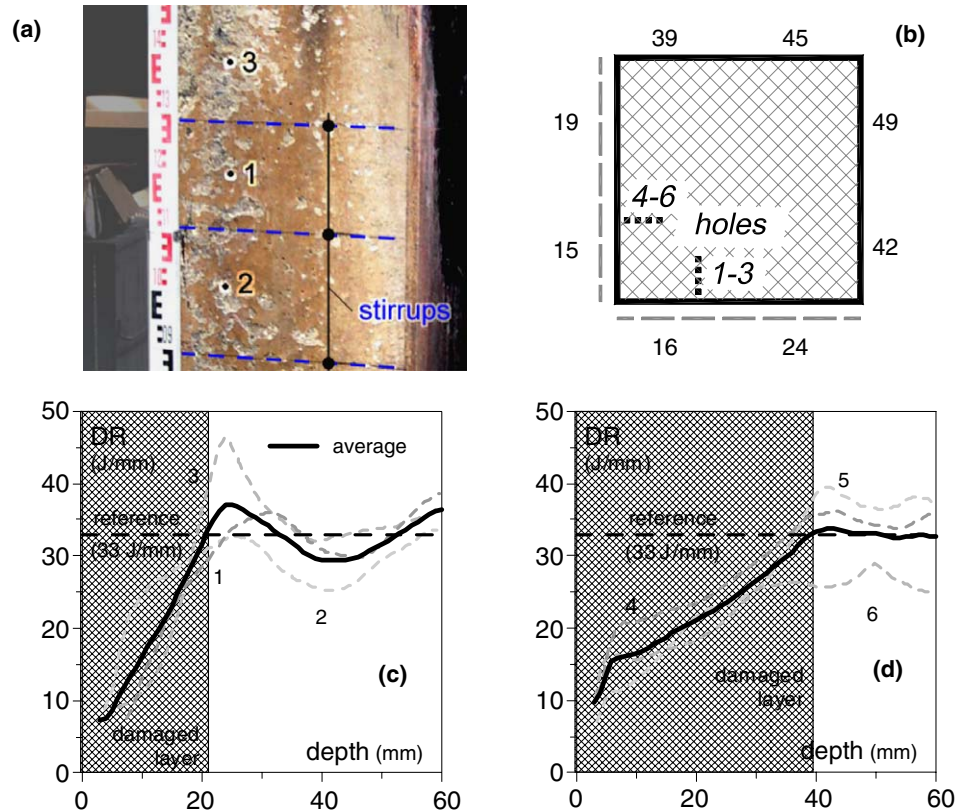 (a)
3
1
2
stirrups
(b)
39
45
19
49
4-6
holes
15
42
1-3
16
24
50
DR
(J/mm)
average
40
3
reference
(33 J/mm)
30
1
20
2
(c)
10
damaged
layer
depth (mm)
0
0
20
40
60
50
DR
(J/mm)
40
5
reference
(33 J/mm)
30
4
6
20
damaged
layer
(d)
10
depth (mm)
0
0
20
40
60